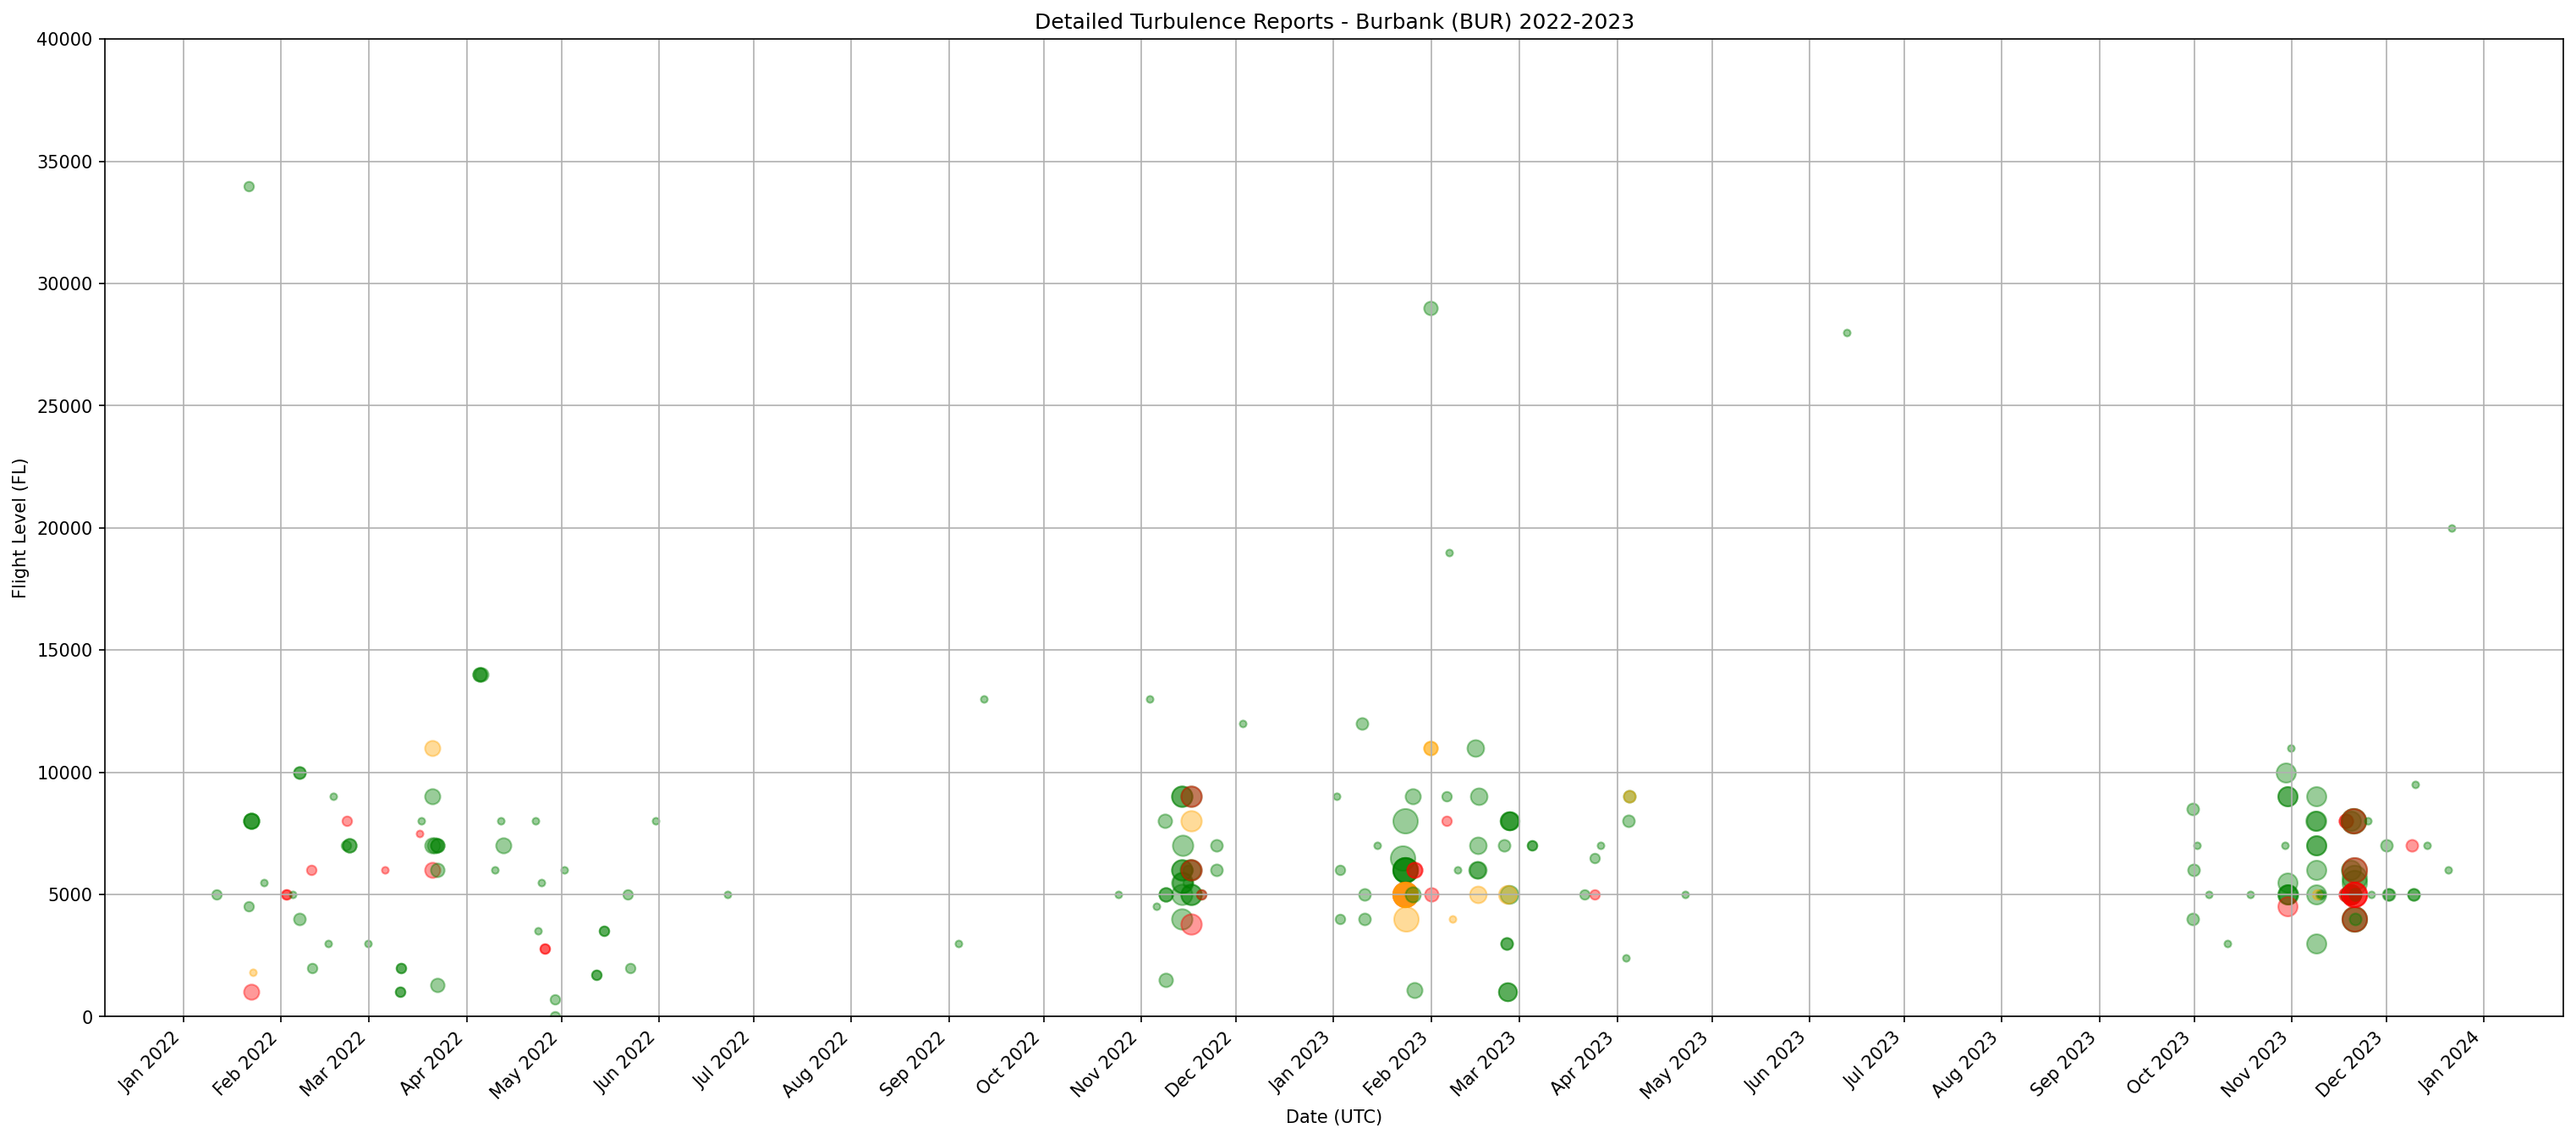 Detailed Turbulence Reports - Burbank (BUR) 2022-2023
40000
35000
30000
25000
20000
15000
10000
5000
0
Flight Level (FL)
Jan 2022
Feb 2022
Mar 2022
Apr 2022
May 2022
Jun 2022
Jul 2022
Aug 2022
Sep 2022
Oct 2022
Nov 2022
Dec 2022
Jan 2023
Feb 2023
Mar 2023
Apr 2023
May 2023
Jun 2023
Jul 2023
Aug 2023
Sep 2023
Oct 2023
Nov 2023
Dec 2023
Jan 2024
Date (UTC)